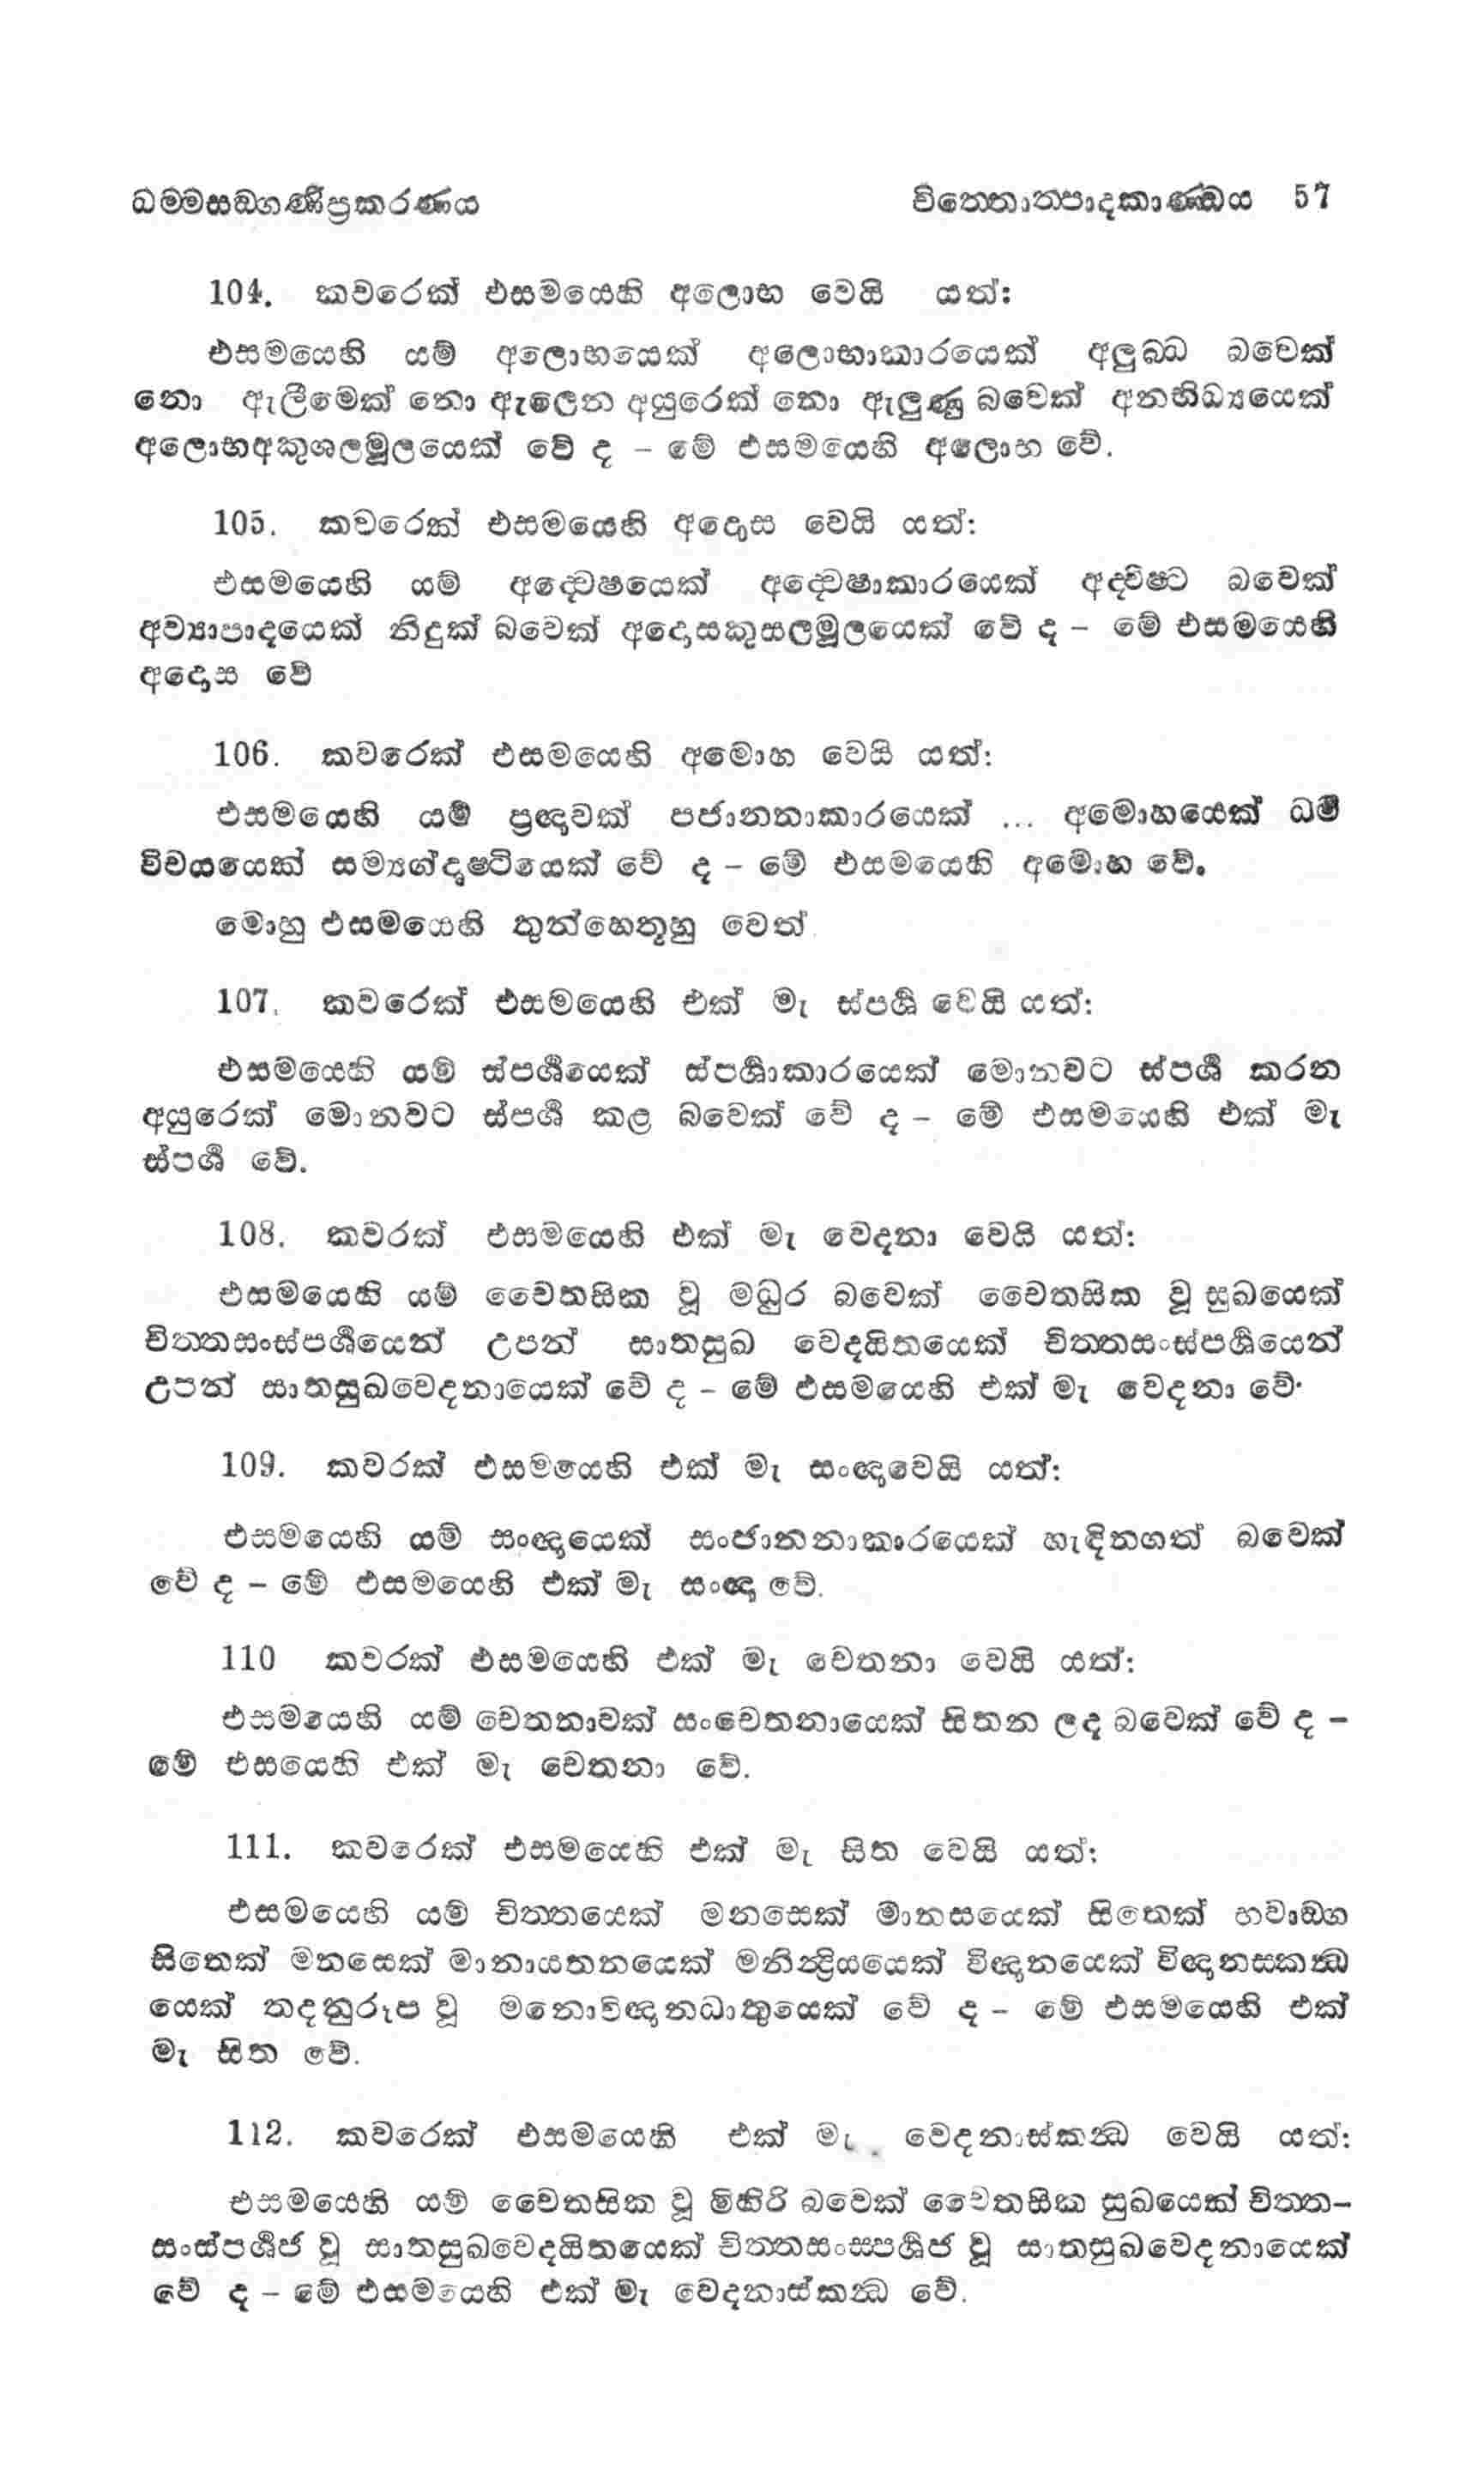 ධම්මසඞ්ගණිප්‍රකරණය චිත්තොත්පාදකාණ්ඩය 57
104. කවරෙක් එසමයෙහි අලොභ වෙයි යත්:
එසමයෙහි යම් අලොභයෙක් අලොභාකාරයෙක් අලුබ්ධ බවෙක්
නො ඇලීමෙක් නො ඇලෙන අයුරෙක් නො ඇලුණු බවෙක් අනභිධ්‍යයෙක්
අලොභඅකුශලමූලයෙක් වේ ද – මේ එසමයෙහි අලොභ වේ.
105. කවරෙක් එසමයෙහි අදොස වෙයි යත්:
එසමයෙහි යම් අද්වෙෂයෙක් අද්වෙෂාකාරයෙක් අද්විෂ්ට බවෙක්
අව්‍යාපාදයෙක් නිදුක් බවෙක් අදොසකුසලමූලයෙක් වේ ද – මේ එසමයෙහි
අදොස වේ
106. කවරෙක් එසමයෙහි අමොහ වෙයි යත්:
එසමයෙහි යම් ප්‍රඥාවක් පජානනාකාරයෙක් ... අමොහයෙක් ධර්ම
විචයයෙක් සම්‍යග්දෘෂ්ටියෙක් වේ ද – මේ එසමයෙහි අමොහ වේ.
මොහු එසමයෙහි තුන්හෙතූහු වෙත්.
107. කවරෙක් එසමයෙහි එක් මැ ස්පර්ශ වෙයි යත්:
එසමයෙහි යම් ස්පර්ශයෙක් ස්පර්ශාකාරයෙක් මොනවට ස්පර්ශ කරන
අයුරෙක් මොනවට ස්පර්ශ කළ බවෙක් වේ ද – මේ එසමයෙහි එක් මැ
ස්පර්ශ වේ.
108. කවරක් එසමයෙහි එක් මැ වෙදනා වෙයි යත්:
එසමයෙහි යම් චෛතසික වූ මධුර බවෙක් චෛතසික වූ සුඛයෙක්
චිත්තසංස්පර්ශයෙන් උපන් සාතසුඛ වෙදයිතයෙක් චිත්තසංස්පර්ශයෙන්
උපන් සාතසුඛවෙදනායෙක් වේ ද – මේ එසමයෙහි එක් මැ වෙදනා වේ.
109. කවරක් එසමයෙහි එක් මැ සංඥාවෙයි යත්:
එසමයෙහි යම් සංඥායෙක් සංජානනාකාරයෙක් හැඳිනගත් බවෙක්
වේ ද – මේ එසමයෙහි එක් මැ සංඥා වේ.
110 කවරක් එසමයෙහි එක් මැ චෙතනා වෙයි යත්:
එසමයෙහි යම් චෙතනාවක් සංචෙතනායෙක් සිතන ලද බවෙක් වේ ද –
මේ එසයෙහි එක් මැ චෙතනා වේ.
111. කවරෙක් එසමයෙහි එක් මැ සිත වෙයි යත්:
එසමයෙහි යම් චිත්තයෙක් මනසෙක් මානසයෙක් සිතෙක් භවාඞ්ග
සිතෙක් මනසෙක් මානායතනයෙක් මනින්ද්‍රියයෙක් විඥානයෙක් විඥානස්කන්ධ
යෙක් තදනුරූප වූ මනොවිඥානධාතුයෙක් වේ ද – මේ එසමයෙහි එක්
මැ සිත වේ.
112. කවරෙක් එසමයෙහි එක් මැ වෙදනාස්කන්ධ වෙයි යත්:
එසමයෙහි යම් චෛතසික වූ මිහිරි බවෙක් චෛතසික සුඛයෙක් චිත්ත-
සංස්පර්ශජ වූ සාතසුඛවෙදයිතයෙක් චිත්තසංස්පර්ශජ වූ සාතසුඛවෙදනායෙක්
වේ ද – මේ එසමයෙහි එක් මැ වෙදනාස්කන්ධ වේ.